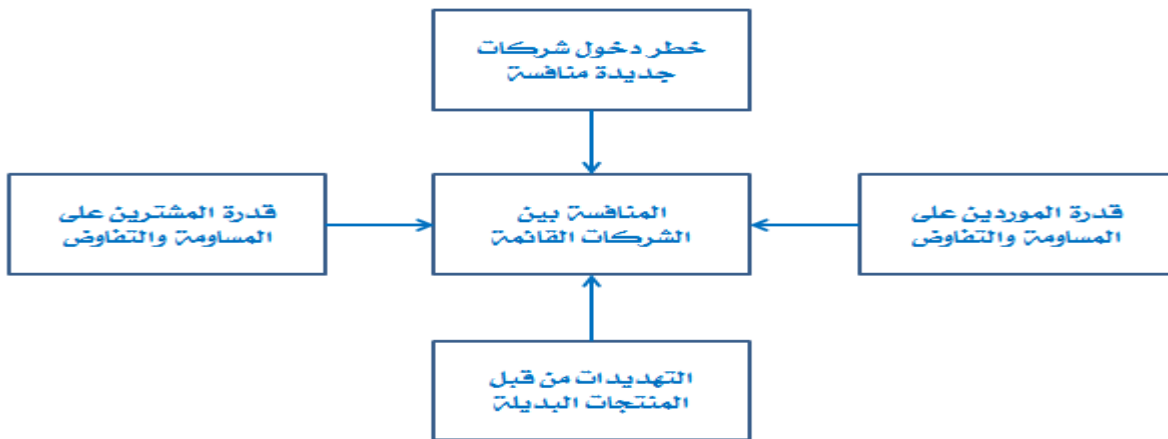 خطر دخول شركات
جديدة منافسة
قدرة الموردين على
المساومة والتفاوض
المنافسة بين
الشركات القائمة
قدرة المشترين على
المساومة والتفاوض
التهديدات من قبل
المنتجات البديلة